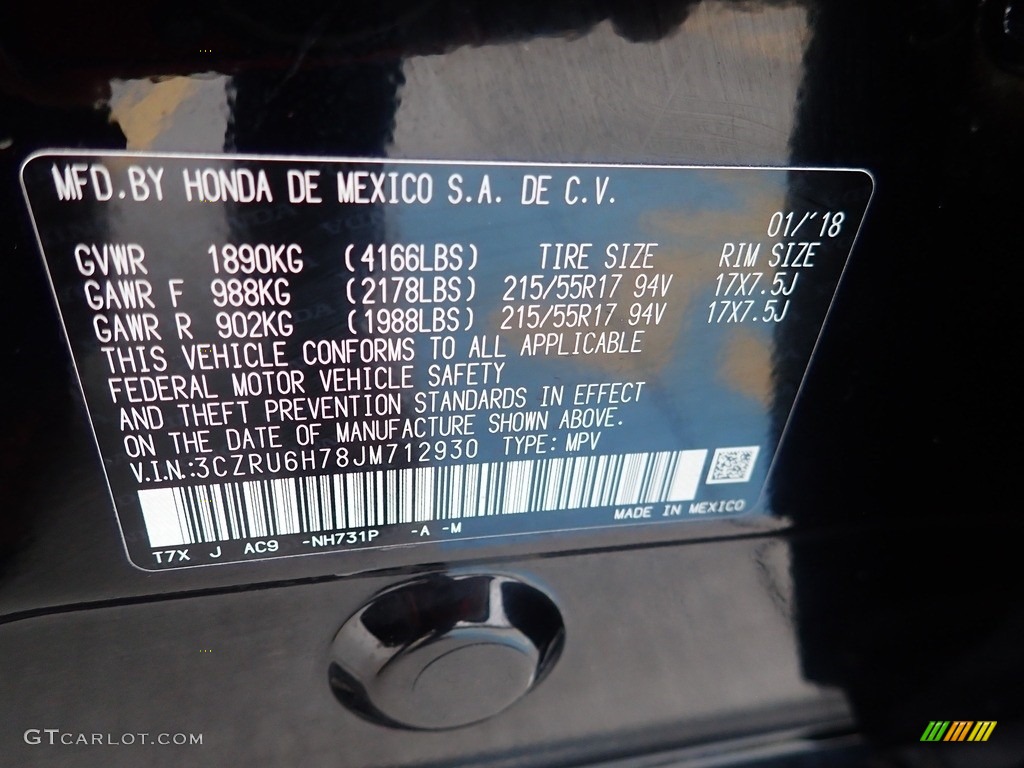 MFD.BY HONDA DE MEXICO S.A. DE C.V.
01/'18
GVWR 1890KG (4166LBS) TIRE SIZE RIM SIZE
GAWR F 988KG (2178LBS) 215/55R17 94V 17X7.5J
GAWR R 902KG (1988LBS) 215/55R17 94V 17X7.5J
THIS VEHICLE CONFORMS TO ALL APPLICABLE
FEDERAL MOTOR VEHICLE SAFETY
AND THEFT PREVENTION STANDARDS IN EFFECT
ON THE DATE OF MANUFACTURE SHOWN ABOVE.
V.I.N.:3CZRU6H78JM712930 TYPE: MPV
MADE IN MEXICO
T7X J AC9 -NH731P -A -M
GTCARLOT.COM